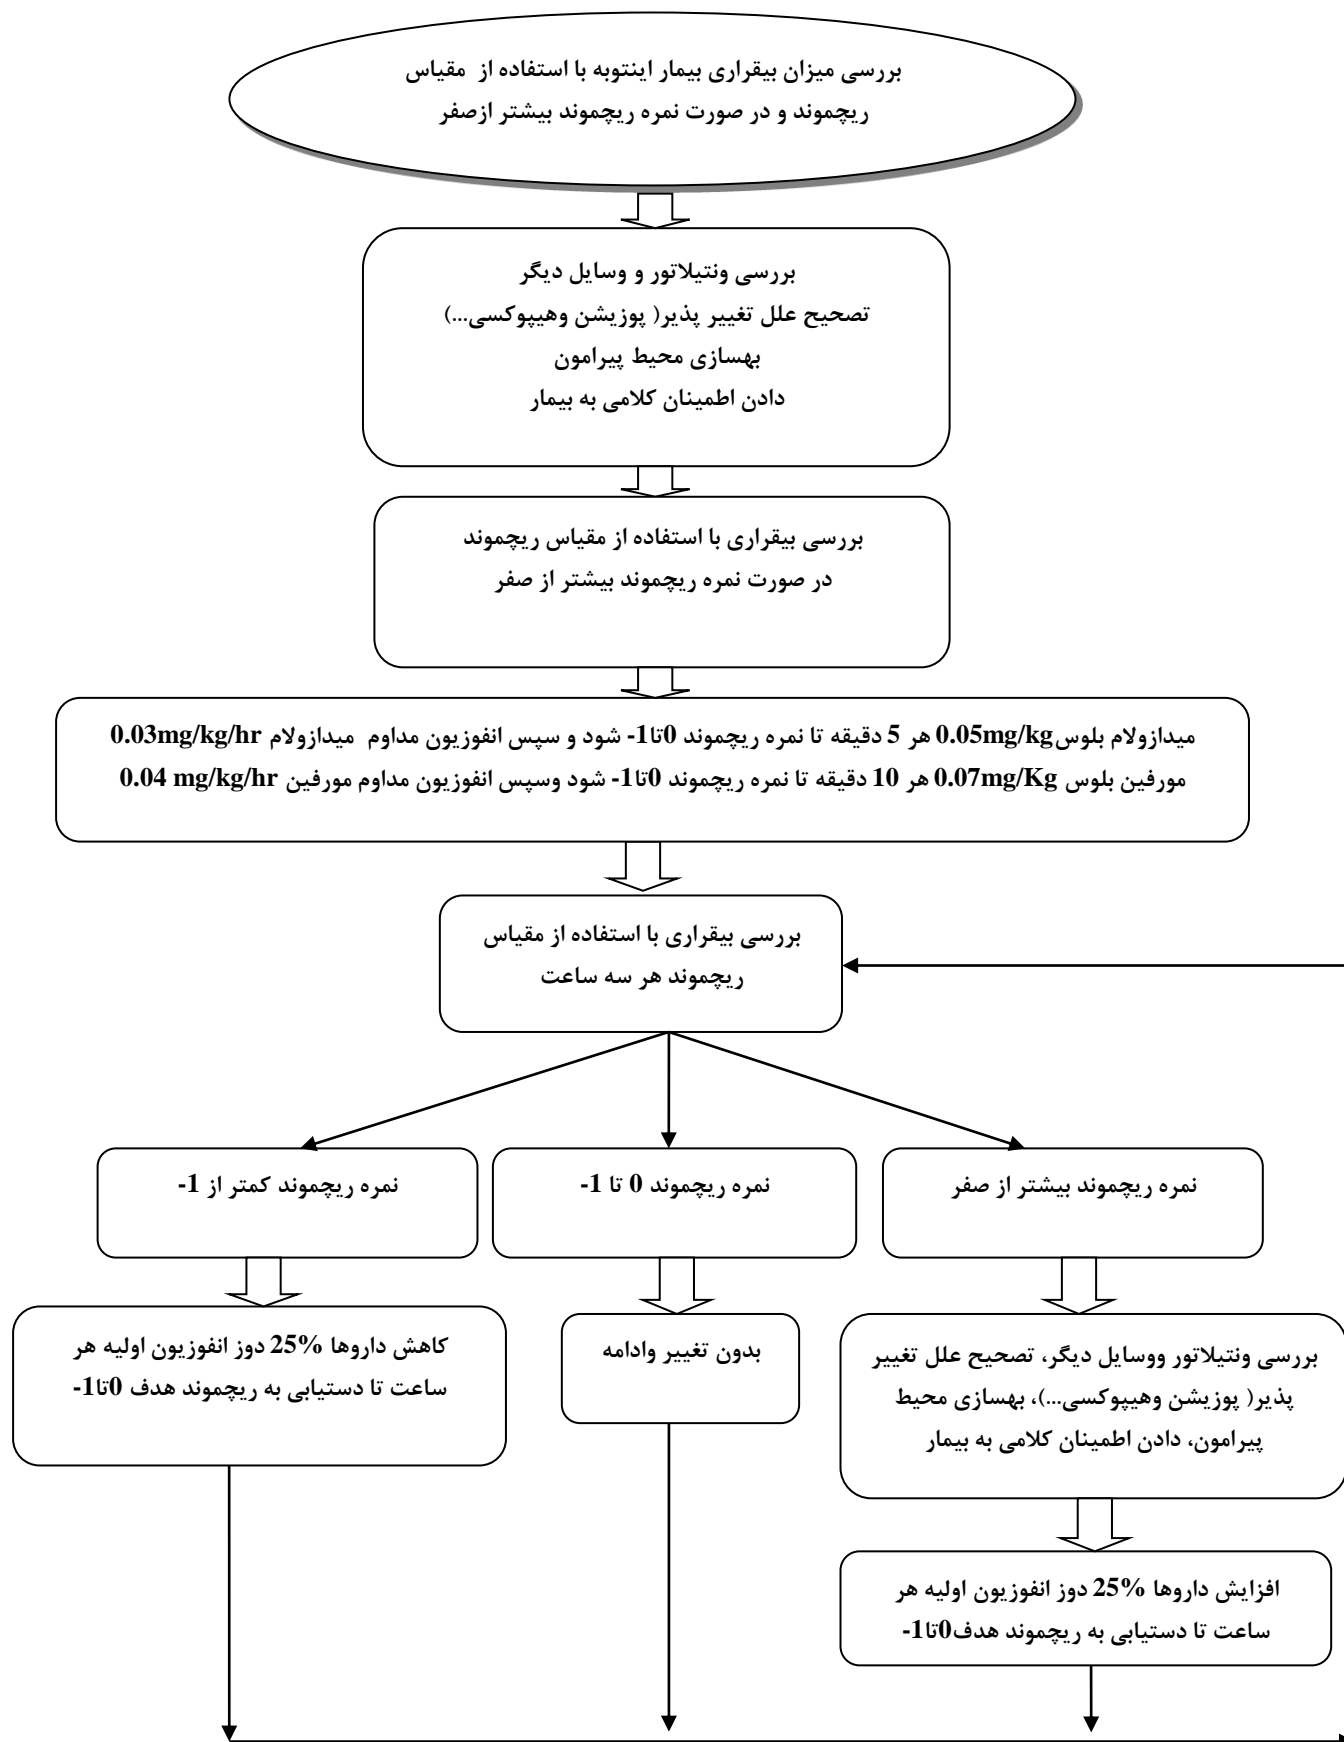 بررسی میزان بیقراری بیمار اینتوبه با استفاده از مقیاس
ریچموند و در صورت نمره ریچموند بیشتر ازصفر
بررسی ونتیلاتور و وسایل دیگر
تصحیح علل تغییر پذیر( پوزیشن وهیپوکسی...)
بهسازی محیط پیرامون
دادن اطمینان کلامی به بیمار
بررسی بیقراری با استفاده از مقیاس ریچموند
در صورت نمره ریچموند بیشتر از صفر
میدازولام بلوس0.05mg/kg هر 5 دقیقه تا نمره ریچموند 0تا1- شود و سپس انفوزیون مداوم میدازولام 0.03mg/kg/hr
مورفین بلوس 0.07mg/Kg هر 10 دقیقه تا نمره ریچموند 0تا1- شود وسپس انفوزیون مداوم مورفین 0.04 mg/kg/hr
بررسی بیقراری با استفاده از مقیاس
ریچموند هر سه ساعت
نمره ریچموند بیشتر از صفر
نمره ریچموند 0 تا 1-
نمره ریچموند کمتر از 1-
بررسی ونتیلاتور ووسایل دیگر، تصحیح علل تغییر
پذیر( پوزیشن وهیپوکسی...)، بهسازی محیط
پیرامون، دادن اطمینان کلامی به بیمار
بدون تغییر وادامه
کاهش داروها 25% دوز انفوزیون اولیه هر
ساعت تا دستیابی به ریچموند هدف 0تا1-
افزایش داروها 25% دوز انفوزیون اولیه هر
ساعت تا دستیابی به ریچموند هدف0تا1-